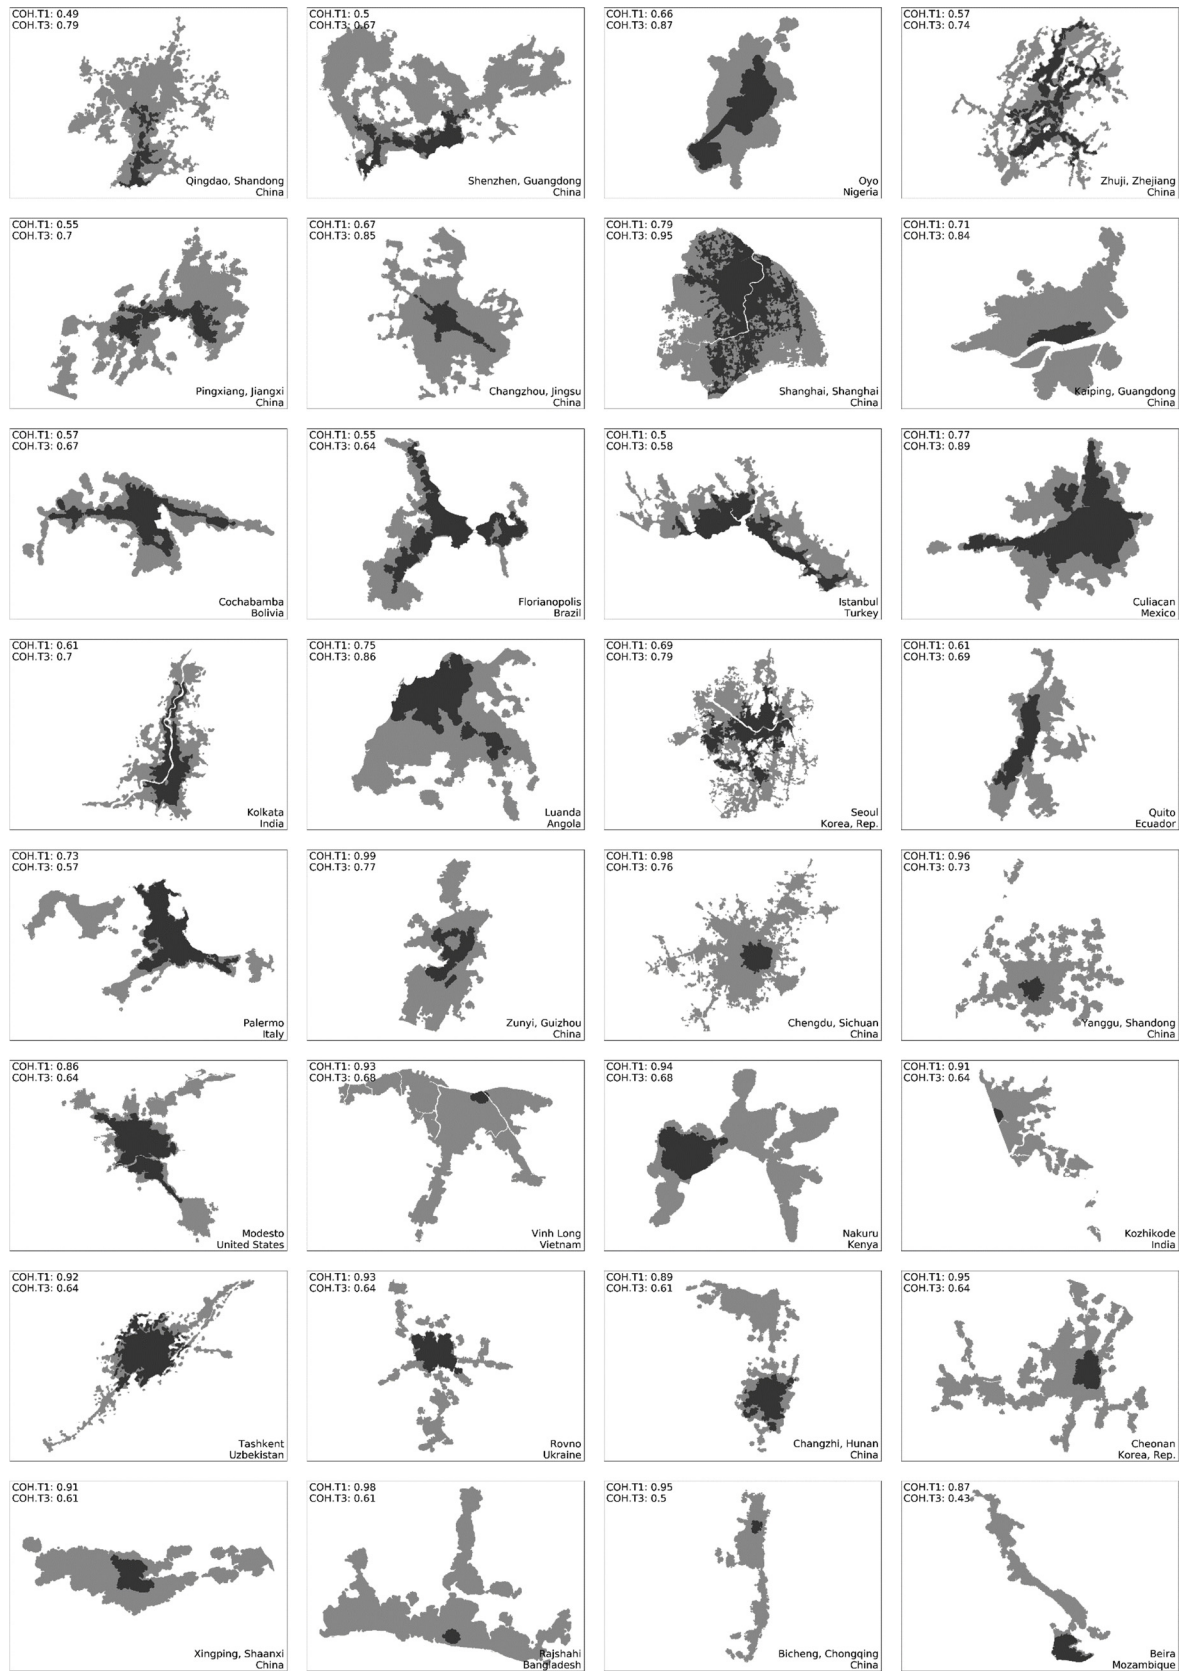 COH.T1: 0.49
COH.T3: 0.79
Qingdao, Shandong
China
COH.T1: 0.5
COH.T3: 0.67
Shenzhen, Guangdong
China
COH.T1: 0.66
COH.T3: 0.87
Oyo
Nigeria
COH.T1: 0.57
COH.T3: 0.74
Zhuji, Zhejiang
China
COH.T1: 0.55
COH.T3: 0.7
Pingxiang, Jiangxi
China
COH.T1: 0.67
COH.T3: 0.85
Changzhou, Jingsu
China
COH.T1: 0.79
COH.T3: 0.95
Shanghai, Shanghai
China
COH.T1: 0.71
COH.T3: 0.84
Kaiping, Guangdong
China
COH.T1: 0.57
COH.T3: 0.67
Cochabamba
Bolivia
COH.T1: 0.55
COH.T3: 0.64
Florianopolis
Brazil
COH.T1: 0.5
COH.T3: 0.58
Istanbul
Turkey
COH.T1: 0.77
COH.T3: 0.89
Culiacan
Mexico
COH.T1: 0.61
COH.T3: 0.7
Kolkata
India
COH.T1: 0.75
COH.T3: 0.86
Luanda
Angola
COH.T1: 0.69
COH.T3: 0.79
Seoul
Korea, Rep.
COH.T1: 0.61
COH.T3: 0.69
Quito
Ecuador
COH.T1: 0.73
COH.T3: 0.57
Palermo
Italy
COH.T1: 0.99
COH.T3: 0.77
Zunyi, Guizhou
China
COH.T1: 0.98
COH.T3: 0.76
Chengdu, Sichuan
China
COH.T1: 0.96
COH.T3: 0.73
Yanggu, Shandong
China
COH.T1: 0.86
COH.T3: 0.64
Modesto
United States
COH.T1: 0.93
COH.T3: 0.68
Vinh Long
Vietnam
COH.T1: 0.94
COH.T3: 0.68
Nakuru
Kenya
COH.T1: 0.91
COH.T3: 0.64
Kozhikode
India
COH.T1: 0.92
COH.T3: 0.64
Tashkent
Uzbekistan
COH.T1: 0.93
COH.T3: 0.64
Rovno
Ukraine
COH.T1: 0.89
COH.T3: 0.61
Changzhi, Hunan
China
COH.T1: 0.95
COH.T3: 0.64
Cheonan
Korea, Rep.
COH.T1: 0.91
COH.T3: 0.61
Xingping, Shaanxi
China
COH.T1: 0.98
COH.T3: 0.61
Rajshahi
Bangladesh
COH.T1: 0.95
COH.T3: 0.5
Bicheng, Chongqing
China
COH.T1: 0.87
COH.T3: 0.43
Beira
Mozambique